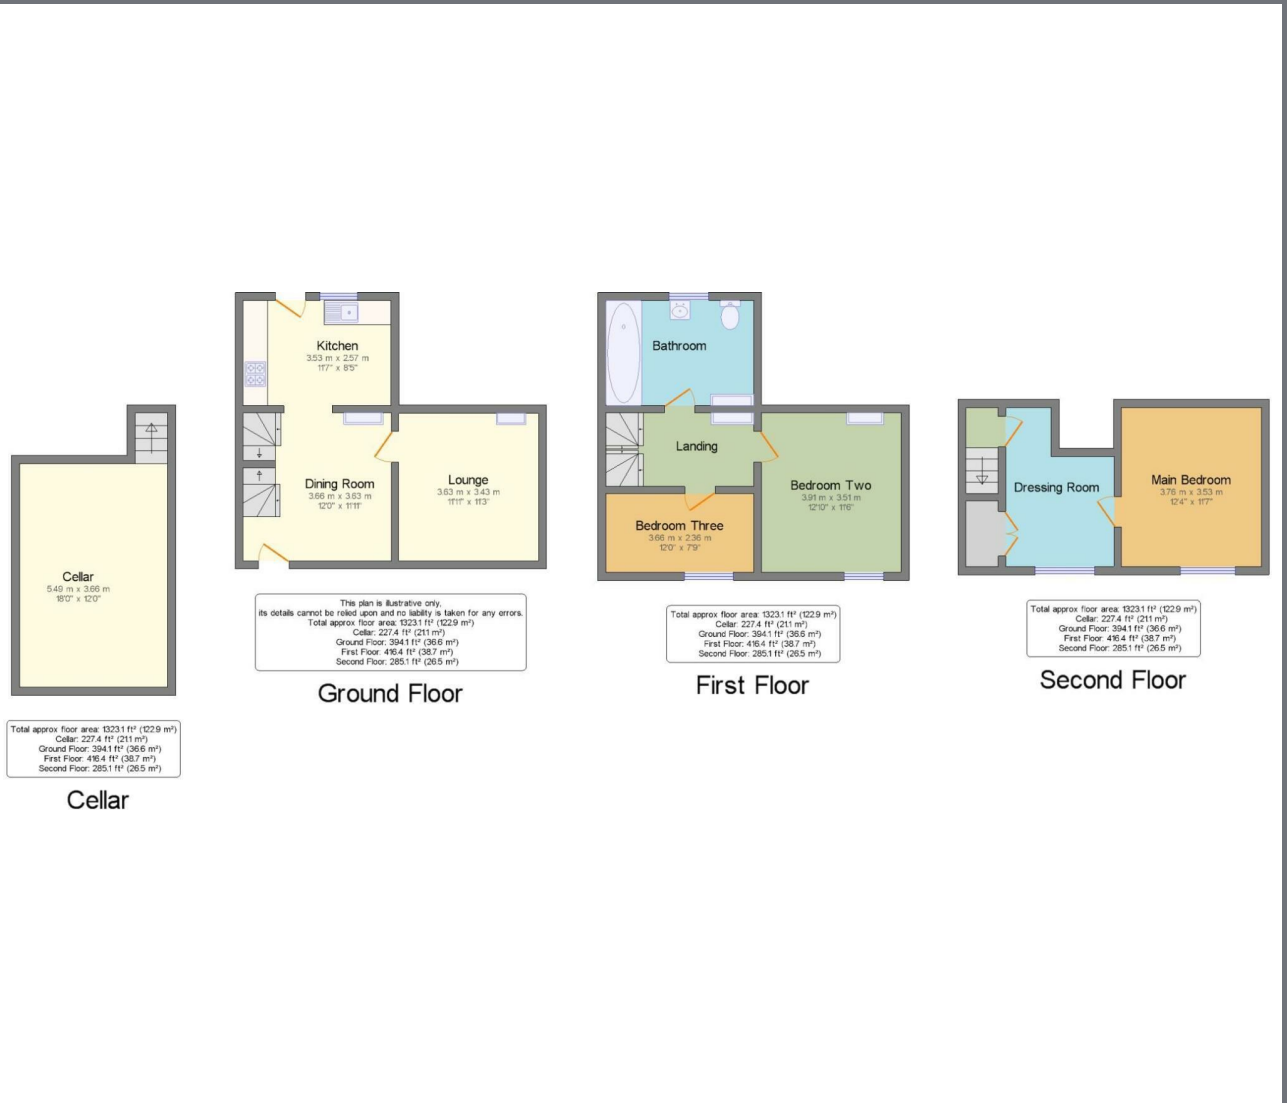 Cellar
5.49 m x 3.66 m
18'0" x 12'0"
Total approx floor area: 1323.1 ft² (122.9 m²)
Cellar: 227.4 ft² (21.1 m²)
Ground Floor: 394.1 ft² (36.6 m²)
First Floor: 416.4 ft² (38.7 m²)
Second Floor: 285.1 ft² (26.5 m²)
Cellar
Kitchen
3.53 m x 2.57 m
11'7" x 8'5"
Dining Room
3.66 m x 3.63 m
12'0" x 11'11"
Lounge
3.63 m x 3.43 m
11'11" x 11'3"
This plan is illustrative only,
its details cannot be relied upon and no liability is taken for any errors.
Total approx floor area: 1323.1 ft² (122.9 m²)
Cellar: 227.4 ft² (21.1 m²)
Ground Floor: 394.1 ft² (36.6 m²)
First Floor: 416.4 ft² (38.7 m²)
Second Floor: 285.1 ft² (26.5 m²)
Ground Floor
Bathroom
Landing
Bedroom Two
3.91 m x 3.51 m
12'10" x 11'6"
Bedroom Three
3.66 m x 2.36 m
12'0" x 7'9"
Total approx floor area: 1323.1 ft² (122.9 m²)
Cellar: 227.4 ft² (21.1 m²)
Ground Floor: 394.1 ft² (36.6 m²)
First Floor: 416.4 ft² (38.7 m²)
Second Floor: 285.1 ft² (26.5 m²)
First Floor
Dressing Room
Main Bedroom
3.76 m x 3.53 m
12'4" x 11'7"
Total approx floor area: 1323.1 ft² (122.9 m²)
Cellar: 227.4 ft² (21.1 m²)
Ground Floor: 394.1 ft² (36.6 m²)
First Floor: 416.4 ft² (38.7 m²)
Second Floor: 285.1 ft² (26.5 m²)
Second Floor